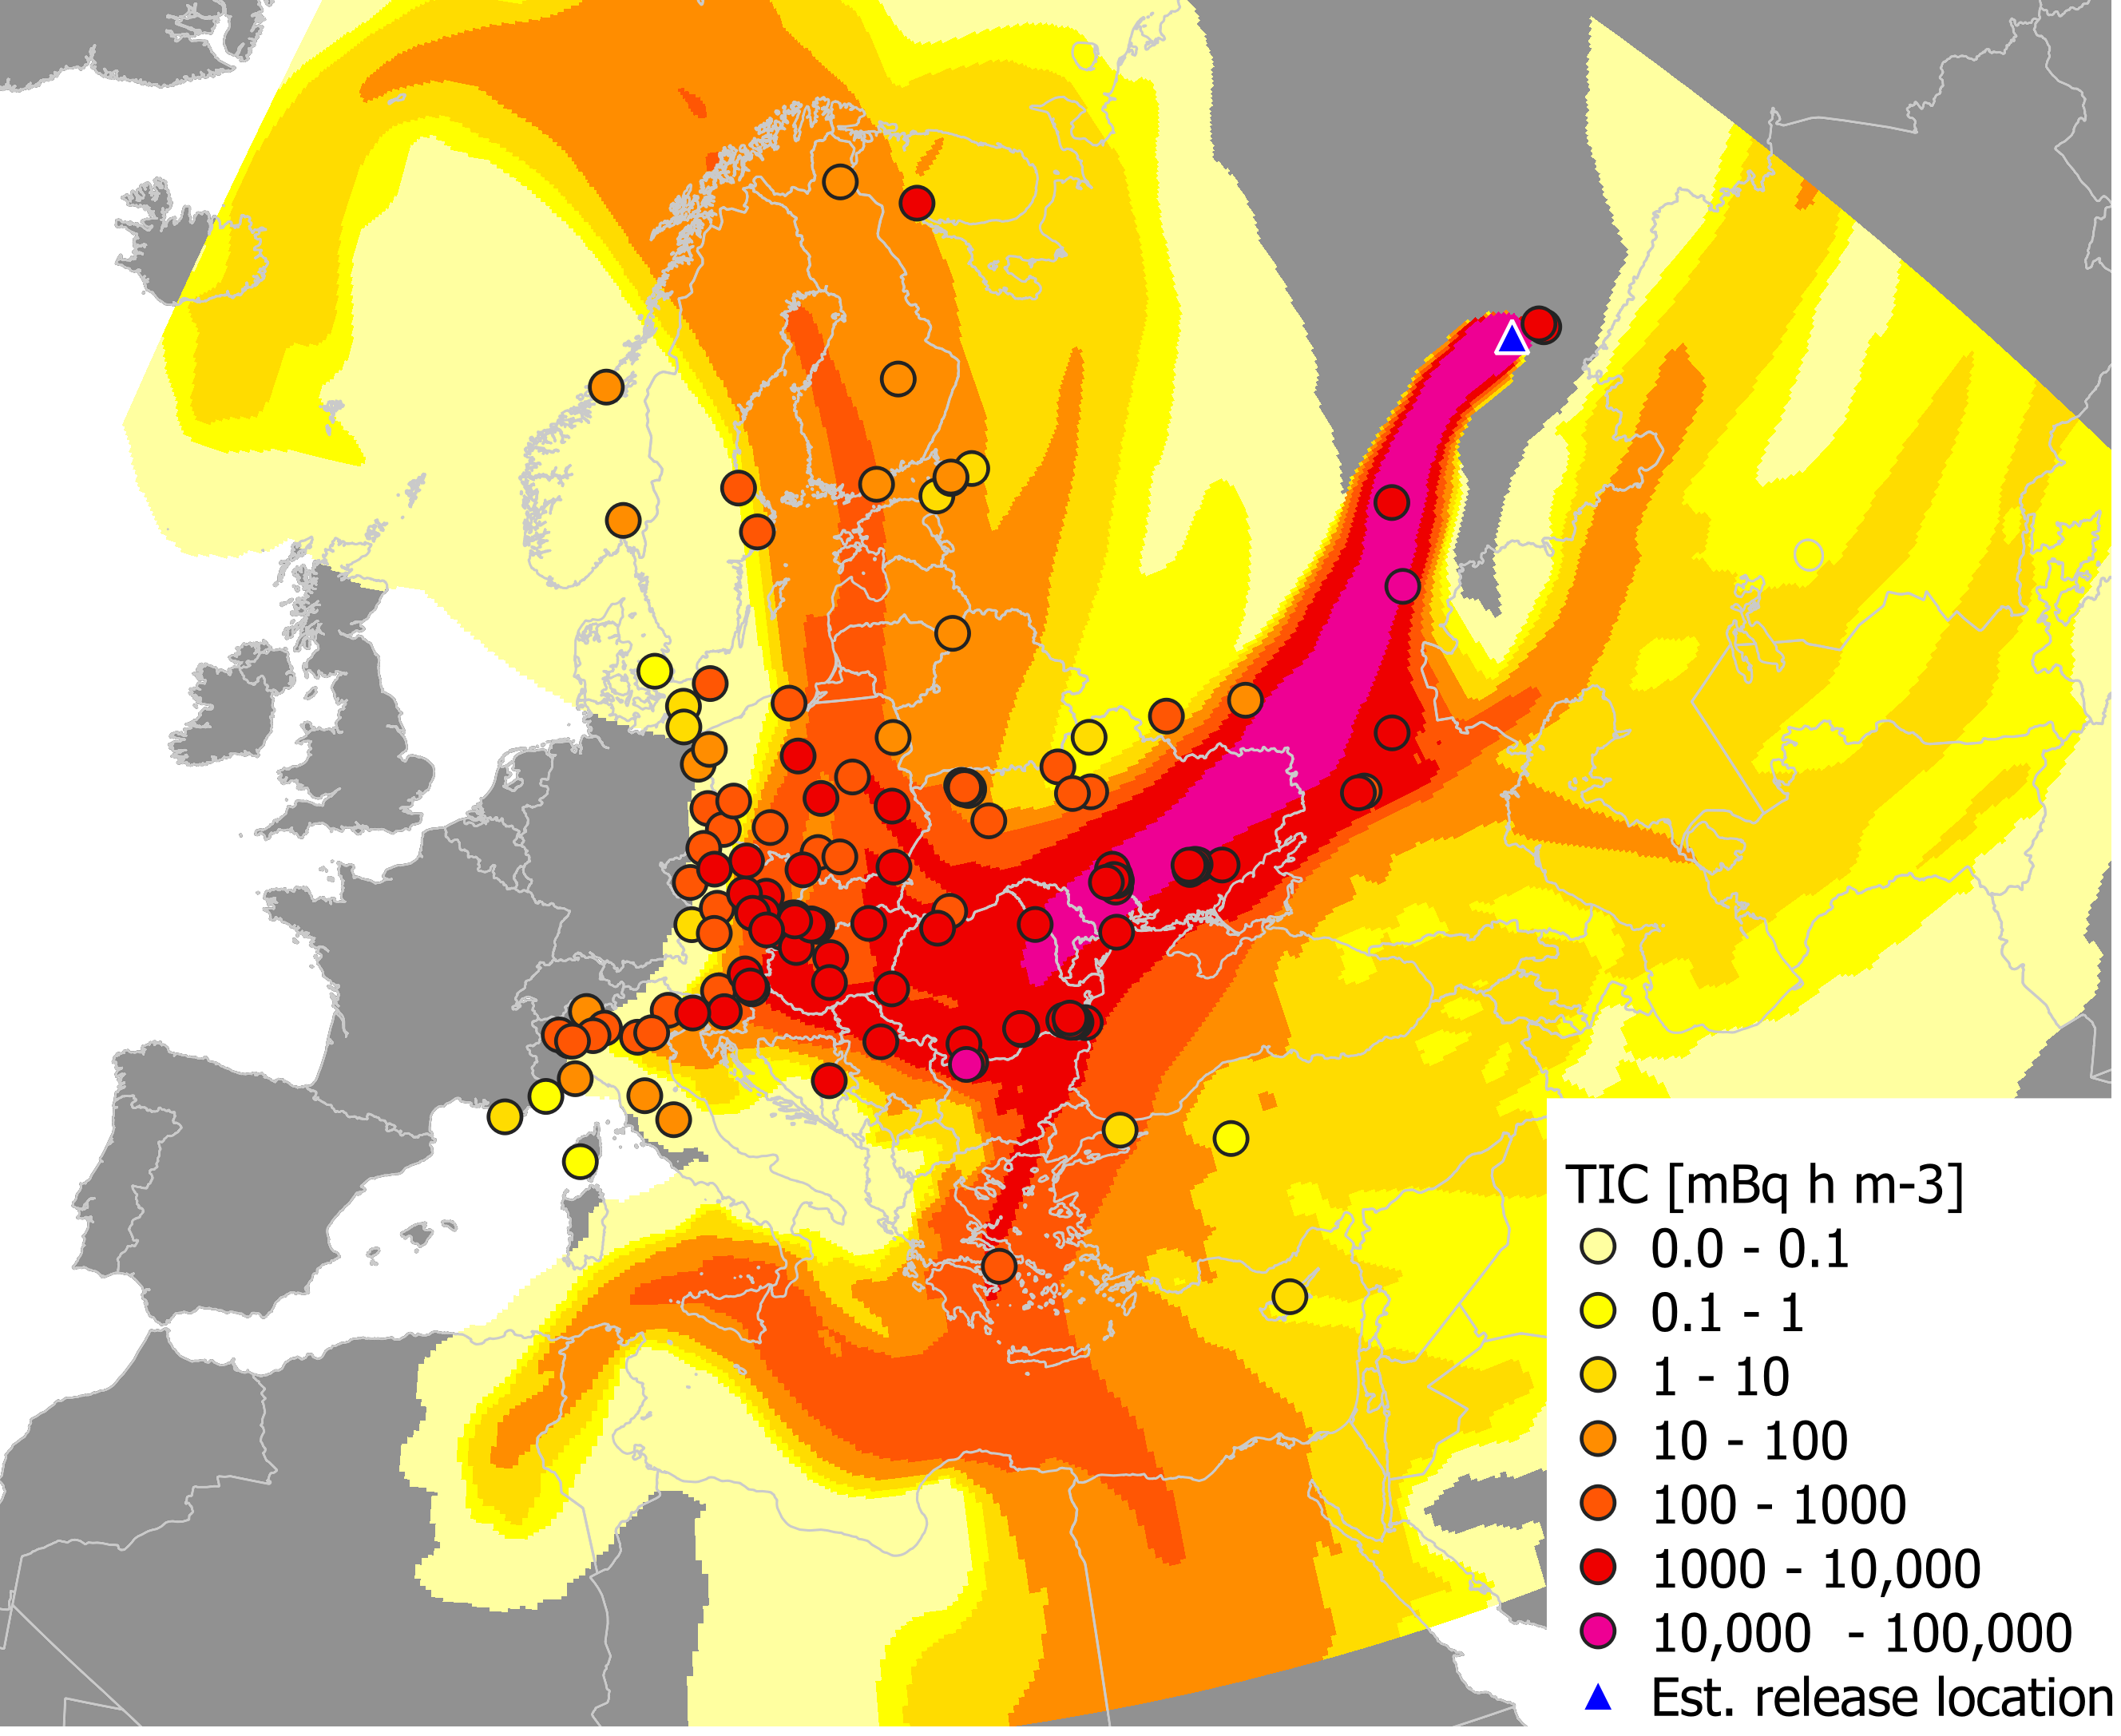 TIC [mBq h m-3]
0.0 - 0.1
0.1 - 1
1 - 10
10 - 100
100 - 1000
1000 - 10,000
10,000 - 100,000
Est. release location